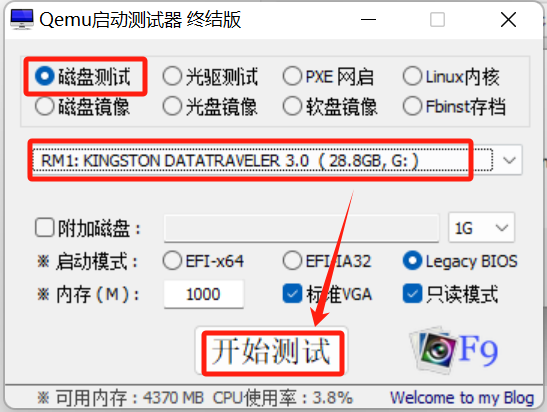 Qemu启动测试器 终结版
磁盘测试 光驱测试 PXE 网启 Linux内核
磁盘镜像 光盘镜像 软盘镜像 Fbinst存档
RM1: KINGSTON DATATRAVELER 3.0 ( 28.8GB, G: )
附加磁盘： 1G
※ 启动模式： EFI-x64 EFI-IA32 Legacy BIOS
※ 内存(M)： 1000 标准VGA 只读模式
开始测试 F9
※ 可用内存：4370 MB CPU使用率：3.8% Welcome to my Blog